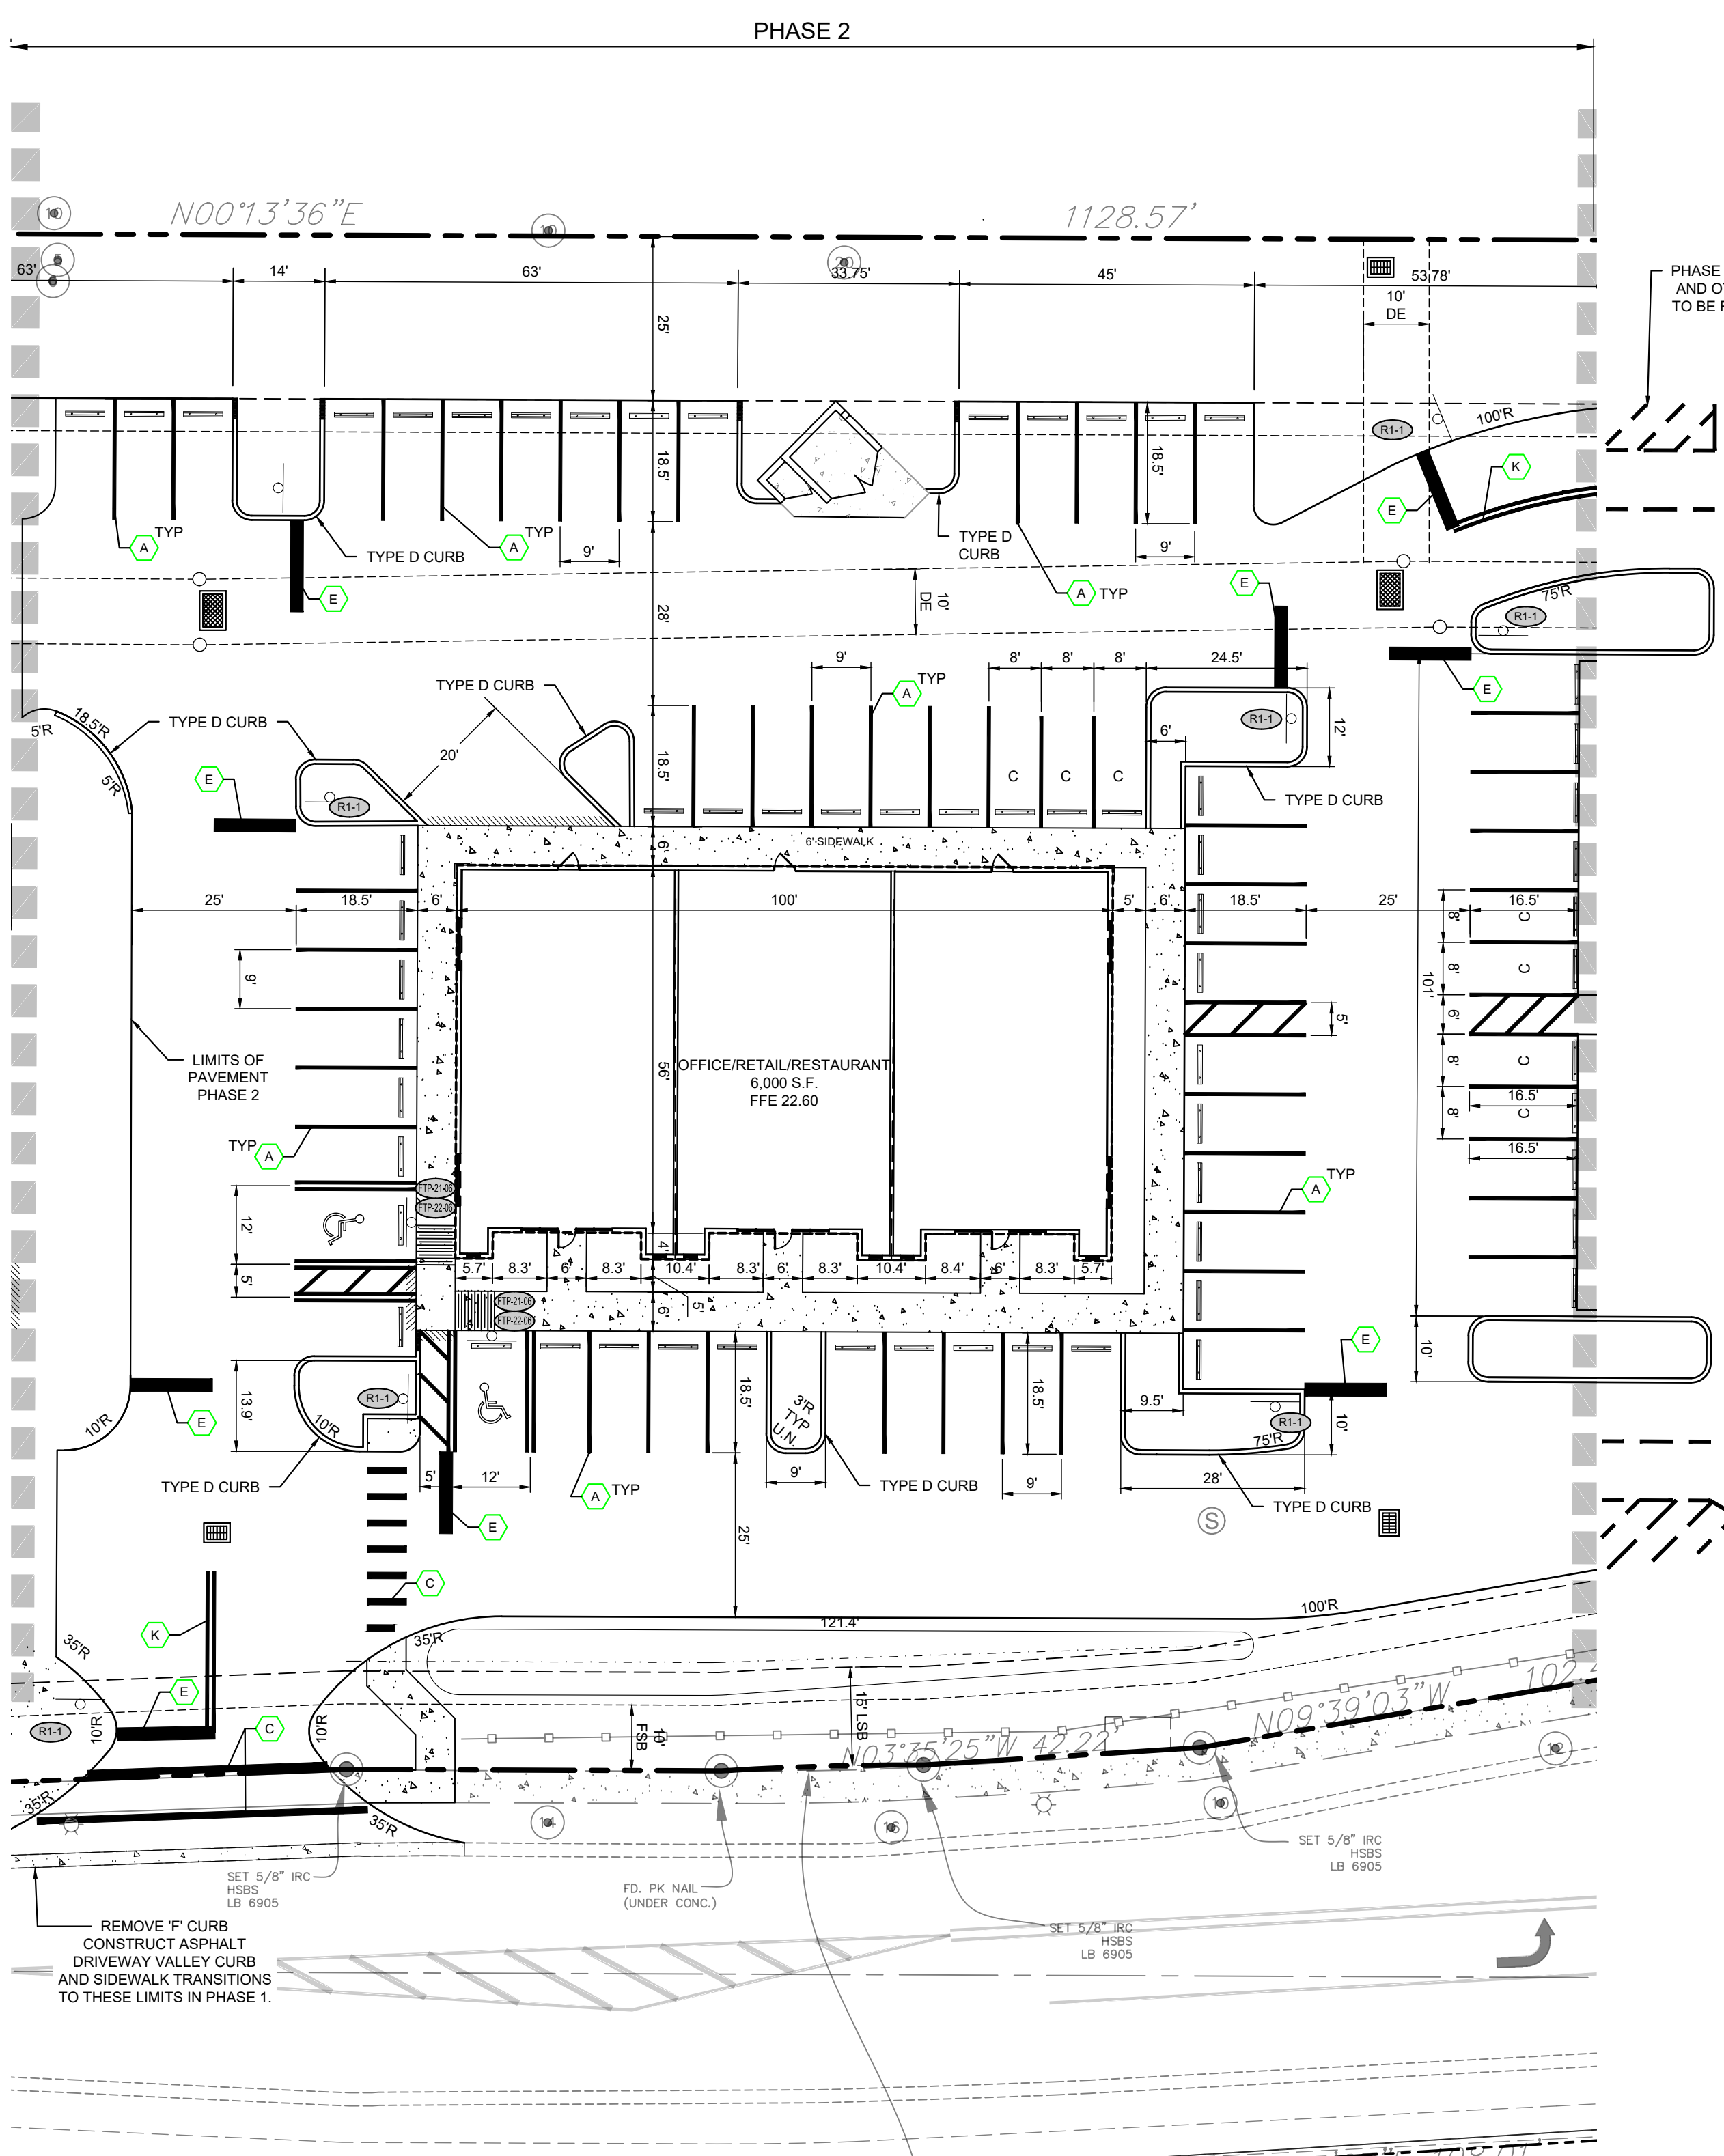 PHASE 2
N00°13'36"E
1128.57'
63'
14'
63'
33.75'
45'
53.78'
10'
DE
25'
PHASE
TO BE
100'R
R1-1
K
E
18.5'
18.5'
A TYP
A TYP
TYPE D CURB
9'
TYPE D
CURB
9'
E
A TYP
E
28'
10'
DE
75'R
R1-1
E
9'
8'
8'
8'
24.5'
A TYP
TYPE D CURB
TYPE D CURB
5'R
18.5'R
5'R
20'
18.5'
6'
R1-1
12'
E
C
C
C
R1-1
TYPE D CURB
6'
6' SIDEWALK
25'
18.5'
6'
100'
5'
6'
18.5'
25'
16.5'
8'
C
9'
8'
C
101'
6'
5'
LIMITS OF
PAVEMENT
PHASE 2
56'
OFFICE/RETAIL/RESTAURANT
6,000 S.F.
FFE 22.60
8'
C
16.5'
8'
C
16.5'
TYP A
A TYP
FTP-21-06
FTP-22-06
12'
4'
5.7'
8.3'
6'
8.3'
10.4'
8.3'
6'
8.3'
10.4'
8.4'
6'
8.3'
5.7'
5'
FTP-21-06
FTP-22-06
6'
5'
E
10'
R1-1
13.9'
10'R
10'R
E
18.5'
3'R
TYP
U.N.
18.5'
9.5'
R1-1
75'R
10'
TYPE D CURB
5'
12'
A TYP
9'
TYPE D CURB
9'
28'
TYPE D CURB
E
S
25'
C
K
35'R
35'R
121.4'
100'R
E
R1-1
10'R
C
10'R
10'
FSB
15' LSB
N03°35'25"W 42.22'
N09°39'03"W
35'R
35'R
14
16
10
12
SET 5/8" IRC
HSBS
LB 6905
FD. PK NAIL
(UNDER CONC.)
SET 5/8" IRC
HSBS
LB 6905
SET 5/8" IRC
HSBS
LB 6905
REMOVE 'F' CURB
CONSTRUCT ASPHALT
DRIVEWAY VALLEY CURB
AND SIDEWALK TRANSITIONS
TO THESE LIMITS IN PHASE 1.